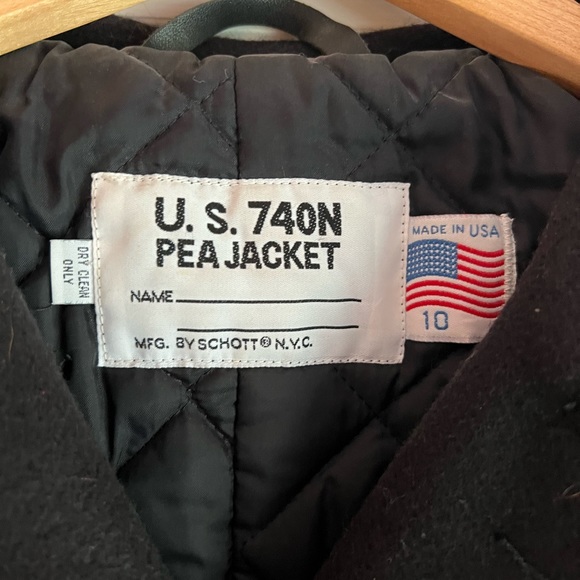 U. S. 740N
PEA JACKET
NAME
MFG. BY SCHOTT® N.Y.C.
DRY CLEAN
ONLY
MADE IN USA
10